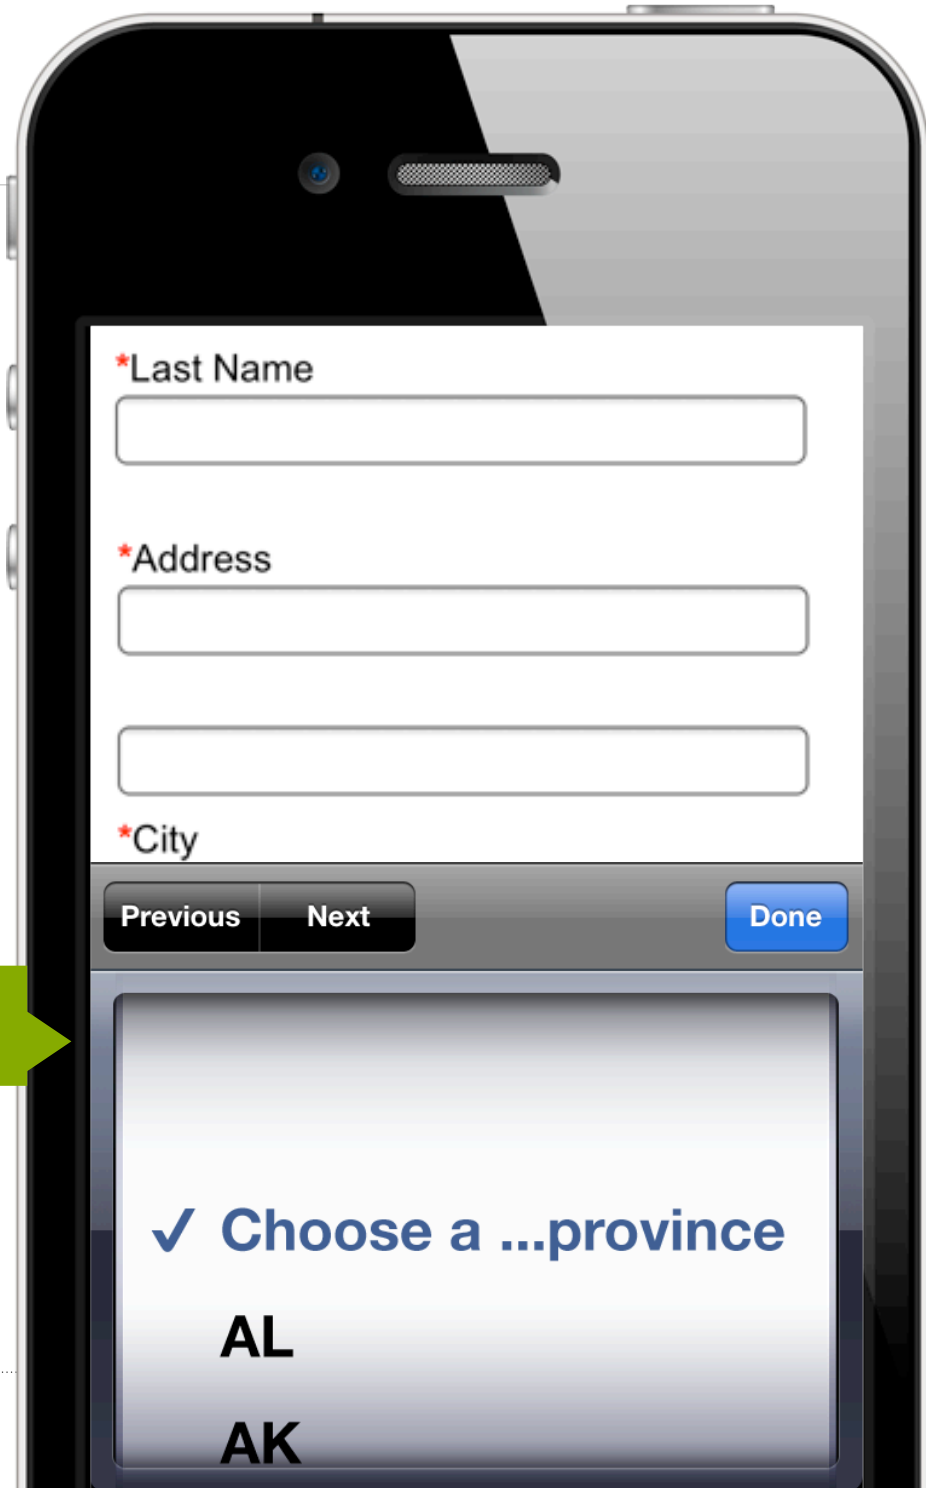 *Last Name
*Address
*City
Previous Next Done
✓ Choose a ...province
AL
AK